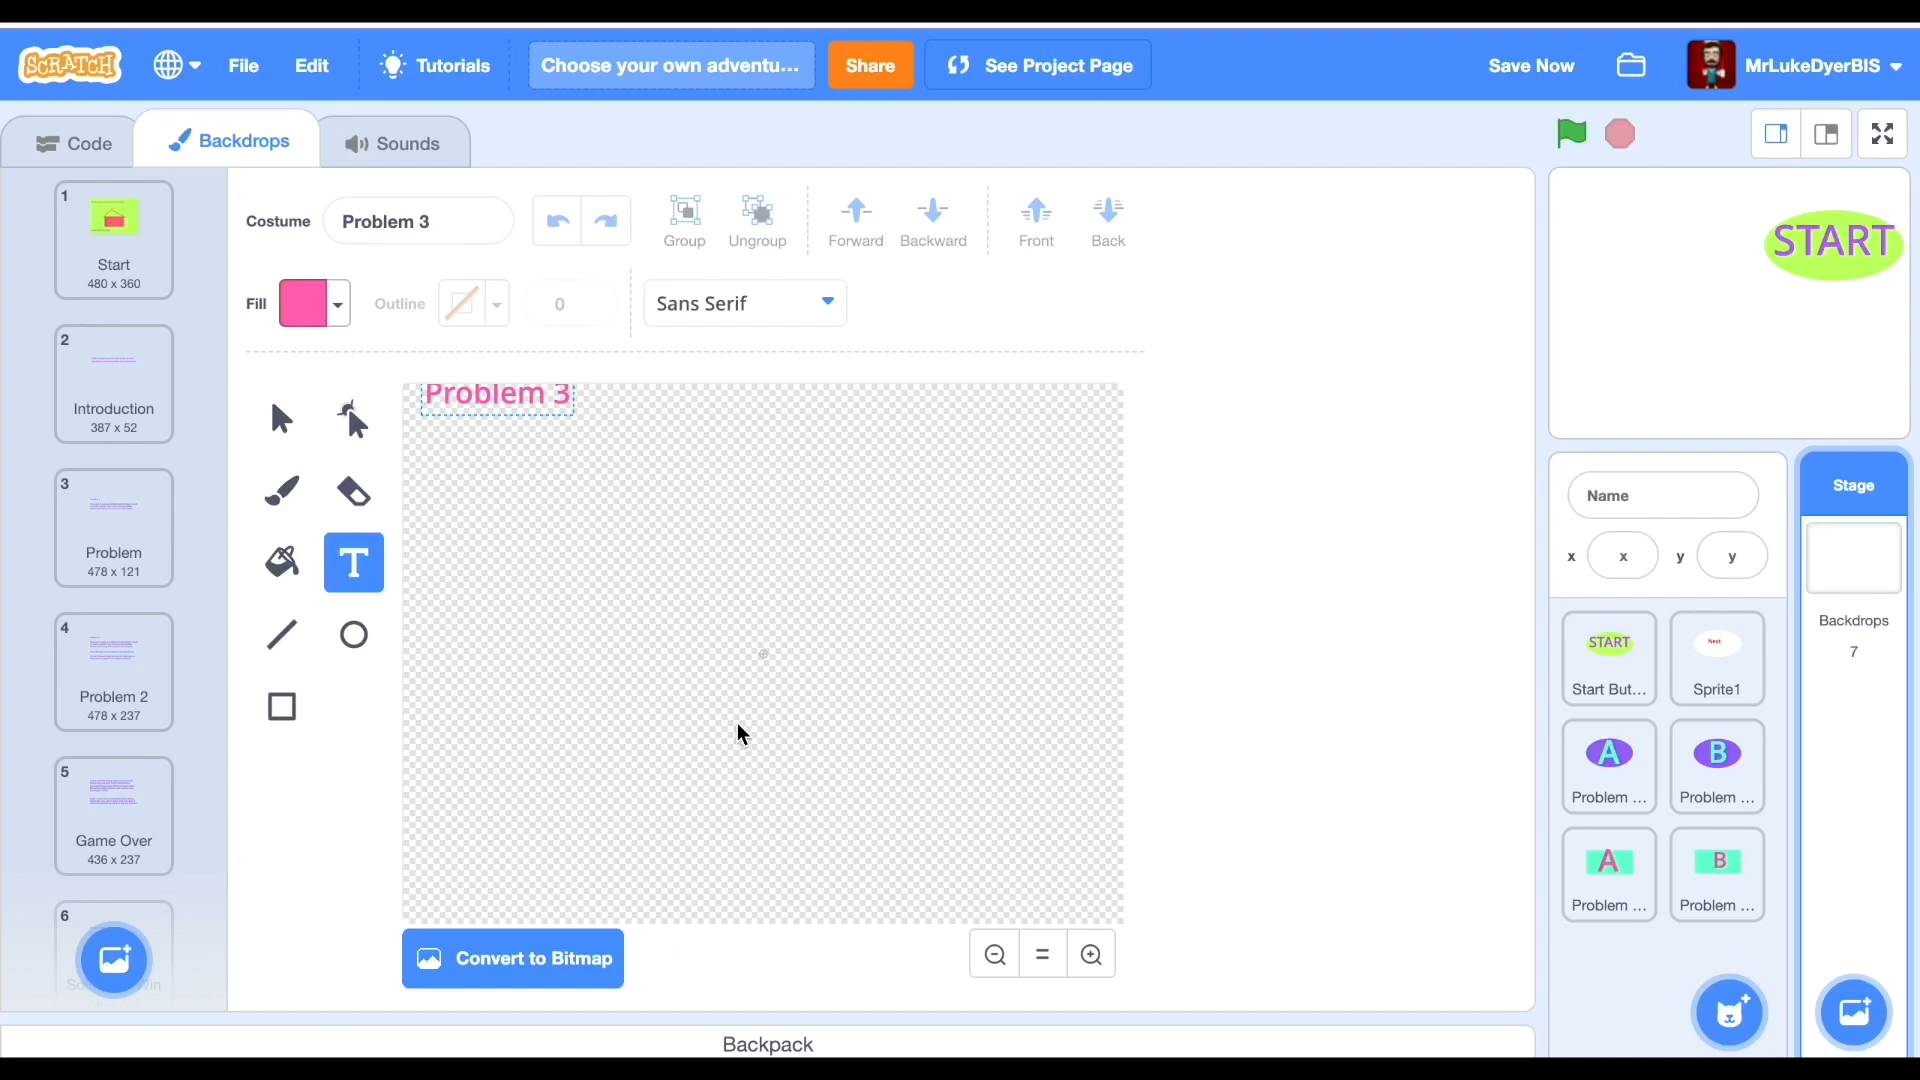 SCRATCH
File
Edit
Tutorials
Choose your own adventu...
Share
See Project Page
Save Now
MrLukeDyerBIS
Code
Backdrops
Sounds
1
Start
480 x 360
2
Introduction
387 x 52
3
Problem
478 x 121
4
Problem 2
478 x 237
5
Game Over
436 x 237
6
Costume
Problem 3
Group
Ungroup
Forward
Backward
Front
Back
Fill
Outline
0
Sans Serif
Problem 3
T
Convert to Bitmap
Backpack
START
Name
x
x
y
y
START
Start But...
Next
Sprite1
A
Problem ...
B
Problem ...
A
Problem ...
B
Problem ...
Stage
Backdrops
7